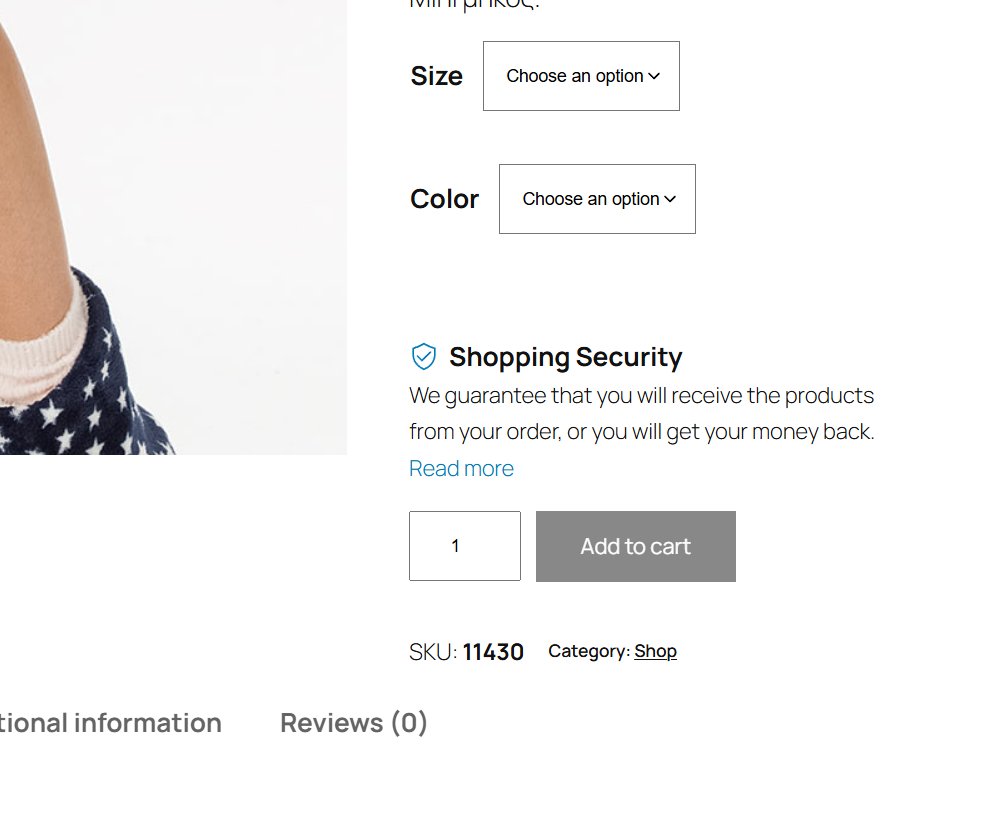 Μίνι μήκος.
Size Choose an option
Color Choose an option
Shopping Security
We guarantee that you will receive the products
from your order, or you will get your money back.
Read more
1 Add to cart
SKU: 11430 Category: Shop
tional information Reviews (0)